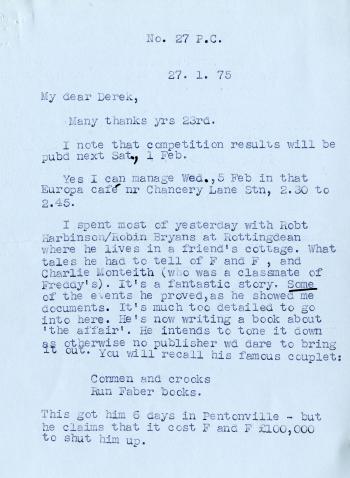 No. 27 P.C.
27. 1. 75
My dear Derek,
Many thanks yrs 23rd.
I note that competition results will be
pubd next Sat., 1 Feb.
Yes I can manage Wed., 5 Feb in that
Europa café nr Chancery Lane Stn, 2.30 to
2.45.
I spent most of yesterday with Robt
Harbinson/Robin Bryans at Rottingdean
where he lives in a friend's cottage. What
tales he had to tell of F and F , and
Charlie Monteith (who was a classmate of
Freddy's). It's a fantastic story. Some
of the events he proved, as he showed me
documents. It's much too detailed to go
into here. He's now writing a book about
'the affair'. He intends to tone it down
as otherwise no publisher wd dare to bring
it out. You will recall his famous couplet:
Conmen and crooks
Run Faber books.
This got him 6 days in Pentonville - but
he claims that it cost F and F £100,000
to shut him up.